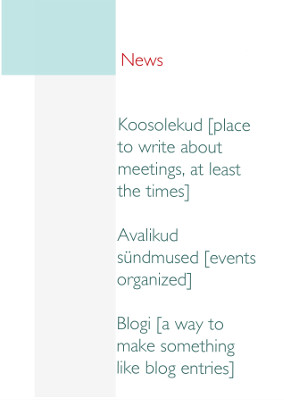 News
Koosolekud [place
to write about
meetings, at least
the times]
Avalikud
sündmused [events
organized]
Blogi [a way to
make something
like blog entries]